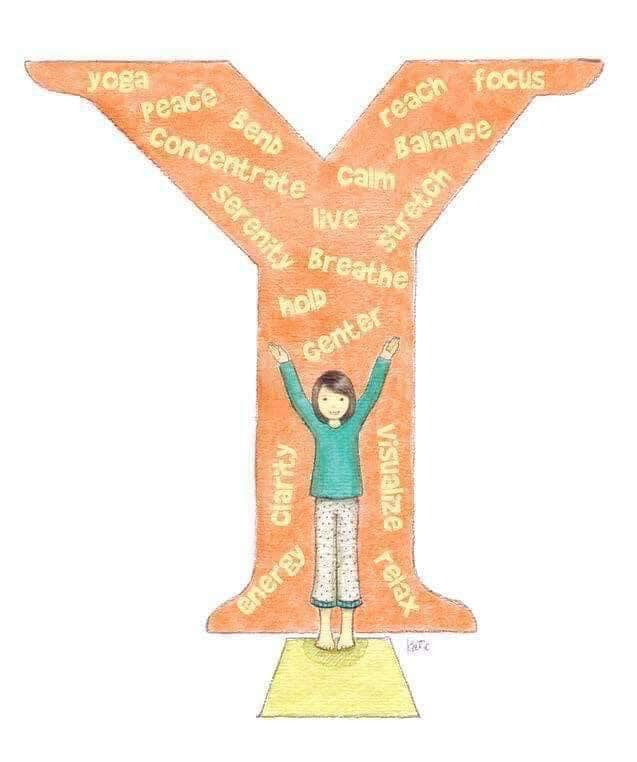 Y
yoga
Peace
BenD
Concentrate
reach
focus
Balance
calm
live
serenity
stretch
Breathe
holD
center
clarity
visualize
energy
relax